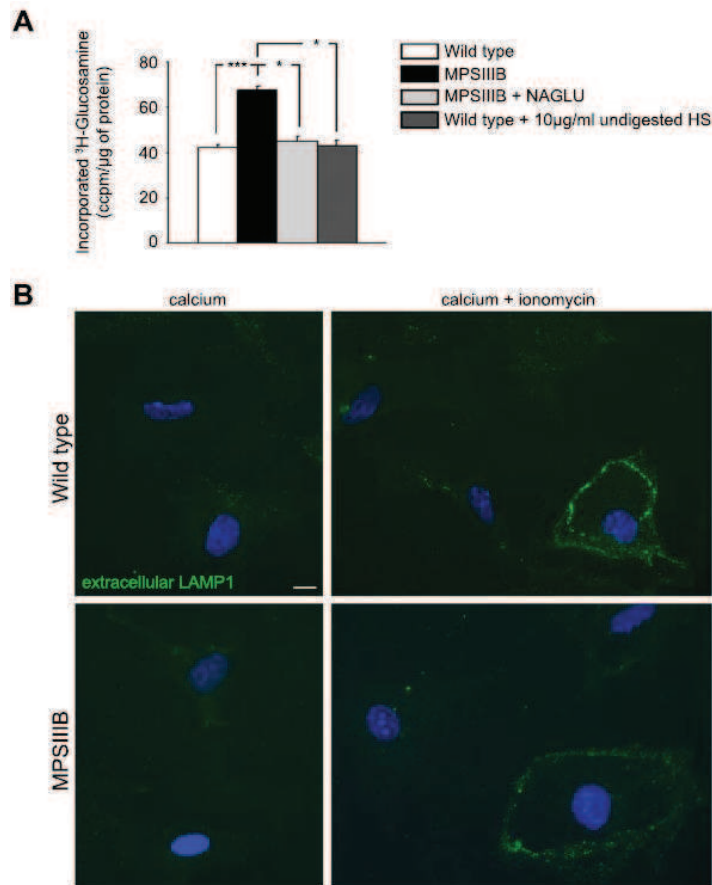 A
Incorporated ³H-Glucosamine
(ccpm/µg of protein)
80
60
40
20
0
***
*
*
Wild type
MPSIIIB
MPSIIIB + NAGLU
Wild type + 10µg/ml undigested HS
B
calcium
calcium + ionomycin
Wild type
extracellular LAMP1
MPSIIIB